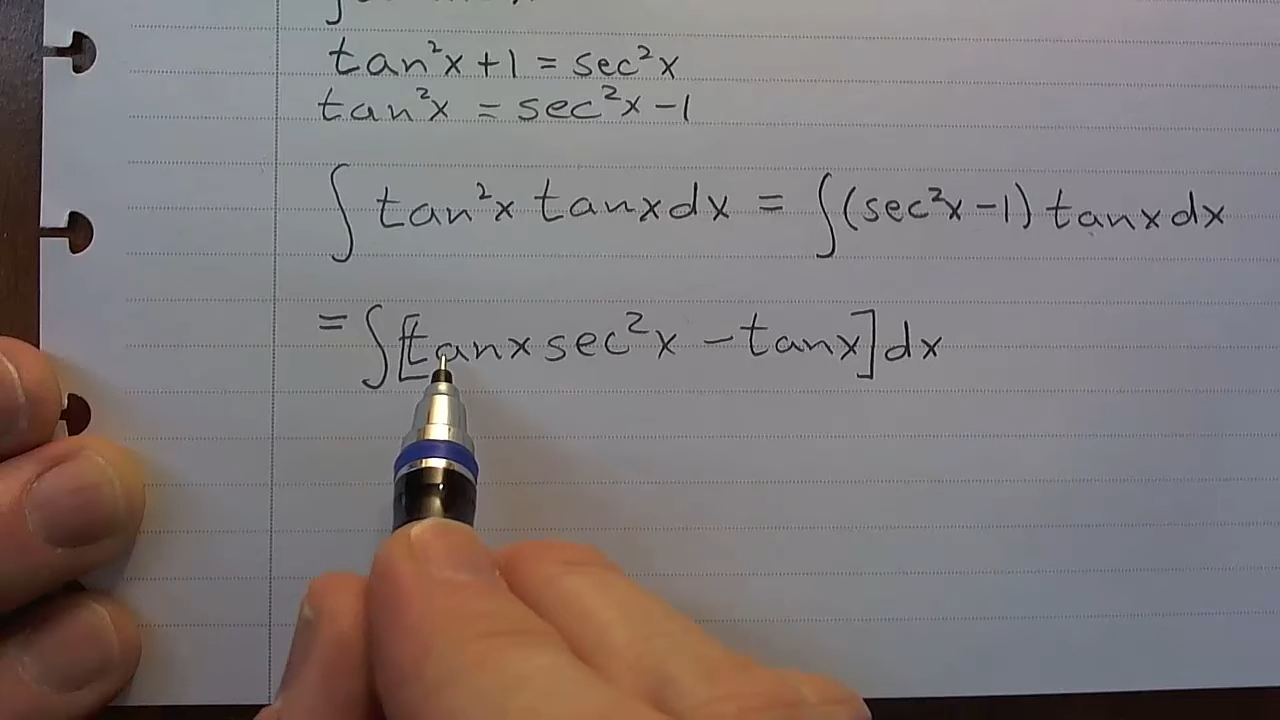 tan²x + 1 = sec²x
tan²x = sec²x - 1
∫ tan²x tanx dx = ∫(sec²x - 1) tanx dx
= ∫[tanx sec²x - tanx] dx